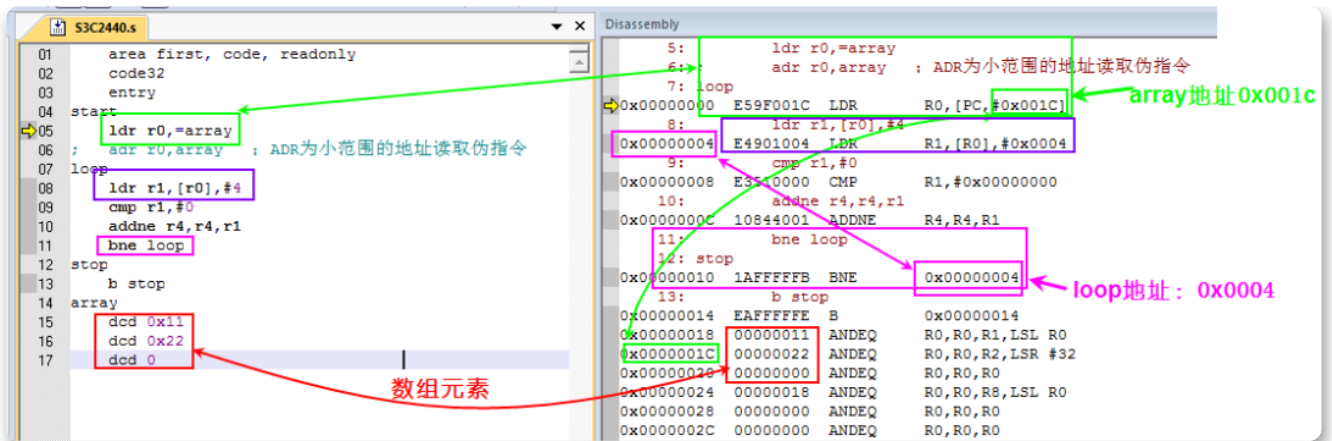 S3C2440.s
Disassembly
01 area first, code, readonly
02 code32
03 entry
04 start
05 ldr r0,=array
06 ; adr r0,array ; ADR为小范围的地址读取伪指令
07 loop
08 ldr r1,[r0],#4
09 cmp r1,#0
10 addne r4,r4,r1
11 bne loop
12 stop
13 b stop
14 array
15 dcd 0x11
16 dcd 0x22
17 dcd 0
数组元素
5: ldr r0,=array
6: ; adr r0,array ; ADR为小范围的地址读取伪指令
7: loop
0x00000000 E59F001C LDR R0,[PC,#0x001C]
array地址0x001c
8: ldr r1,[r0],#4
0x00000004 E4901004 LDR R1,[R0],#0x0004
9: cmp r1,#0
0x00000008 E3510000 CMP R1,#0x00000000
10: addne r4,r4,r1
0x0000000C 10844001 ADDNE R4,R4,R1
11: bne loop
12: stop
0x00000010 1AFFFFFB BNE 0x00000004
loop地址：0x0004
13: b stop
0x00000014 EAFFFFFE B 0x00000014
0x00000018 00000011 ANDEQ R0,R0,R1,LSL R0
0x0000001C 00000022 ANDEQ R0,R0,R2,LSR #32
0x00000020 00000000 ANDEQ R0,R0,R0
0x00000024 00000018 ANDEQ R0,R0,R8,LSL R0
0x00000028 00000000 ANDEQ R0,R0,R0
0x0000002C 00000000 ANDEQ R0,R0,R0